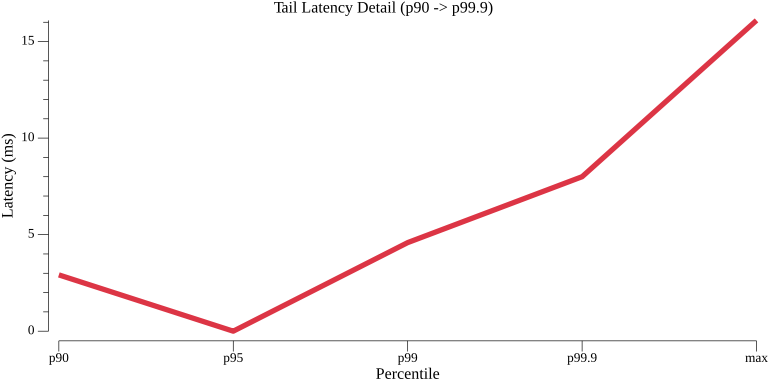 Tail Latency Detail (p90 -> p99.9)
15
10
5
0
Latency (ms)
p90 p95 p99 p99.9 max
Percentile